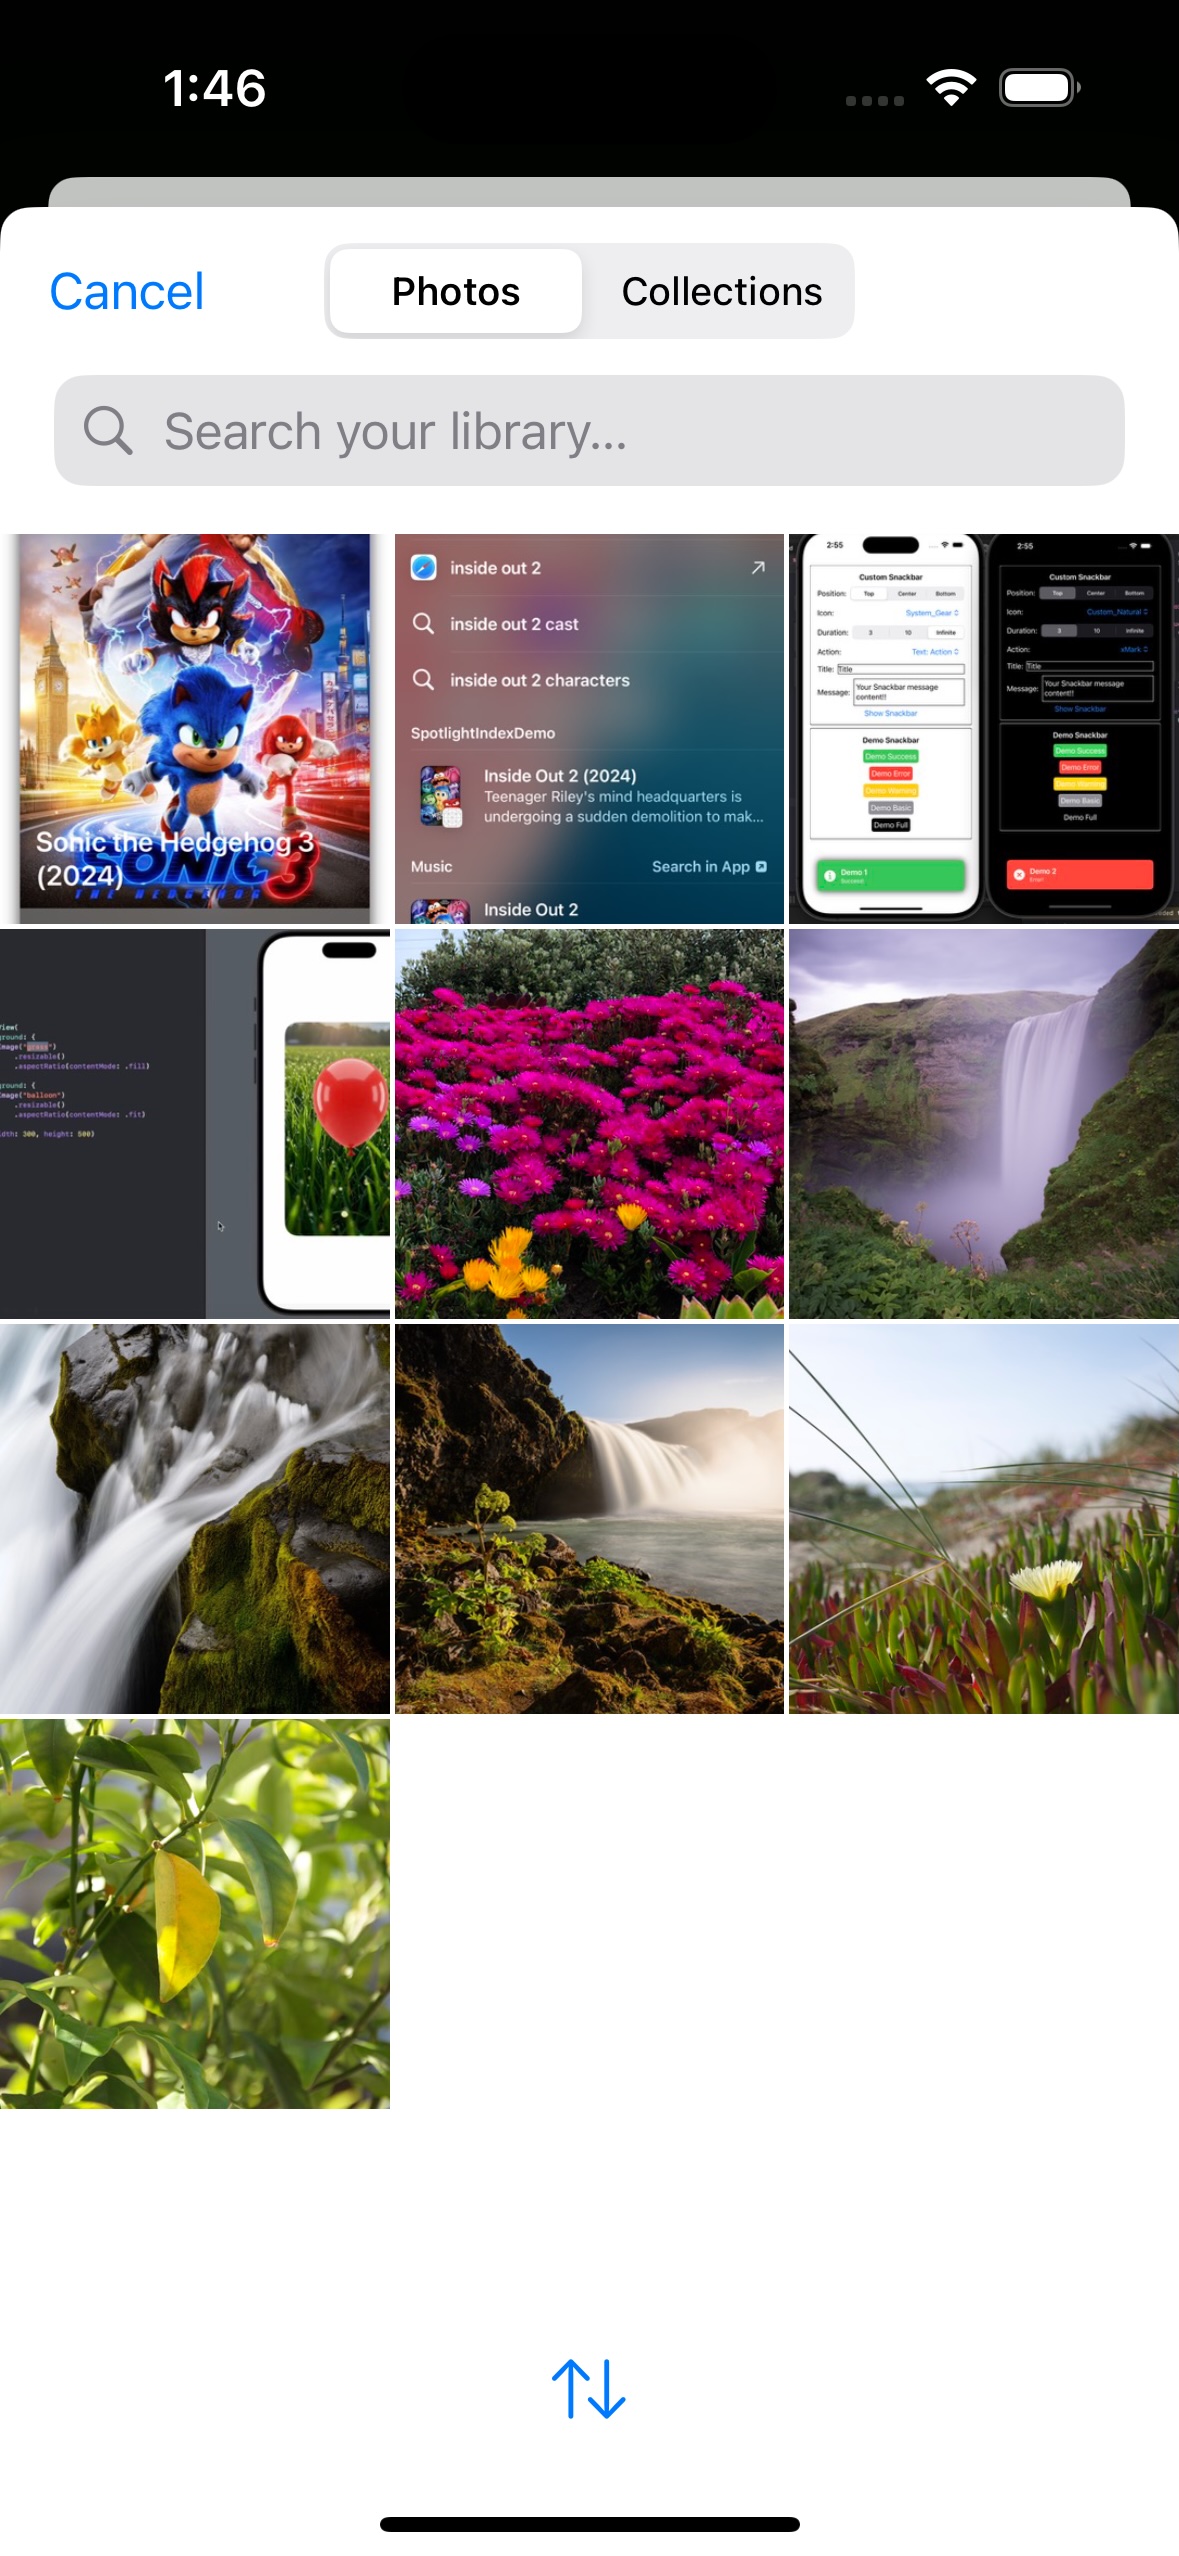 1:46
Cancel
Photos
Collections
Search your library...
Sonic the Hedgehog 3
(2024)
SONIC 3
THE HEDGEHOG
inside out 2
inside out 2 cast
inside out 2 characters
SpotlightIndexDemo
Inside Out 2 (2024)
Teenager Riley's mind headquarters is
undergoing a sudden demolition to mak...
Music
Search in App
Inside Out 2
2:55
Custom Snackbar
Position: Top Center Bottom
Icon: System_Gear
Duration: 3 10 Infinite
Action: Text: Action
Title: Title
Message: Your Snackbar message
content!!
Show Snackbar
Demo Snackbar
Demo Success
Demo Error
Demo Warning
Demo Basic
Demo Full
Demo 1
Succeed
2:55
Custom Snackbar
Position: Top Center Bottom
Icon: Custom_Natural
Duration: 3 10 Infinite
Action: xMark
Title: Title
Message: Your Snackbar message
content!!
Show Snackbar
Demo Snackbar
Demo Success
Demo Error
Demo Warning
Demo Basic
Demo Full
Demo 2
Error!
View(
ground: {
mage("grass")
.resizable()
.aspectRatio(contentMode: .fill)
ground: {
mage("balloon")
.resizable()
.aspectRatio(contentMode: .fit)
idth: 300, height: 500)